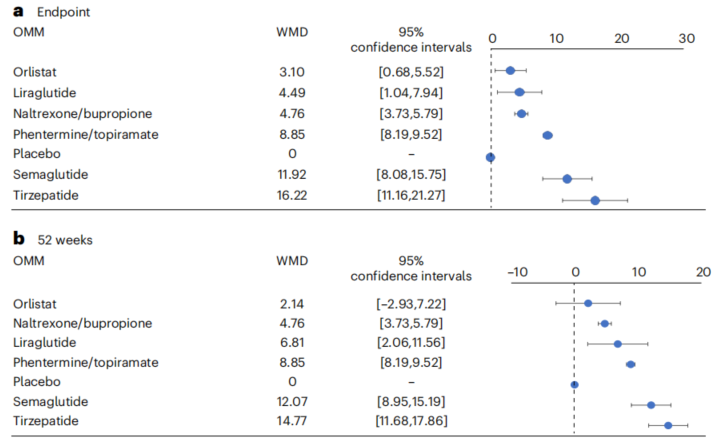 a Endpoint
OMM WMD 95% confidence intervals 0 10 20 30
Orlistat 3.10 [0.68,5.52]
Liraglutide 4.49 [1.04,7.94]
Naltrexone/bupropione 4.76 [3.73,5.79]
Phentermine/topiramate 8.85 [8.19,9.52]
Placebo 0 –
Semaglutide 11.92 [8.08,15.75]
Tirzepatide 16.22 [11.16,21.27]
b 52 weeks
OMM WMD 95% confidence intervals –10 0 10 20
Orlistat 2.14 [–2.93,7.22]
Naltrexone/bupropione 4.76 [3.73,5.79]
Liraglutide 6.81 [2.06,11.56]
Phentermine/topiramate 8.85 [8.19,9.52]
Placebo 0 –
Semaglutide 12.07 [8.95,15.19]
Tirzepatide 14.77 [11.68,17.86]